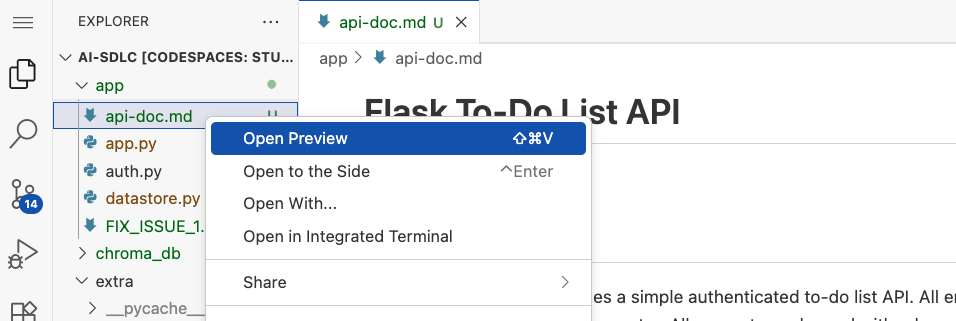 EXPLORER ...
api-doc.md U
AI-SDLC [CODESPACES: STU...
app
api-doc.md U
app.py
auth.py
datastore.py
FIX_ISSUE_1.
chroma_db
extra
__pycache__
14
app > api-doc.md
Flask To-Do List API
es a simple authenticated to-do list API. All e
Open Preview ⇧⌘V
Open to the Side ^Enter
Open With...
Open in Integrated Terminal
Share